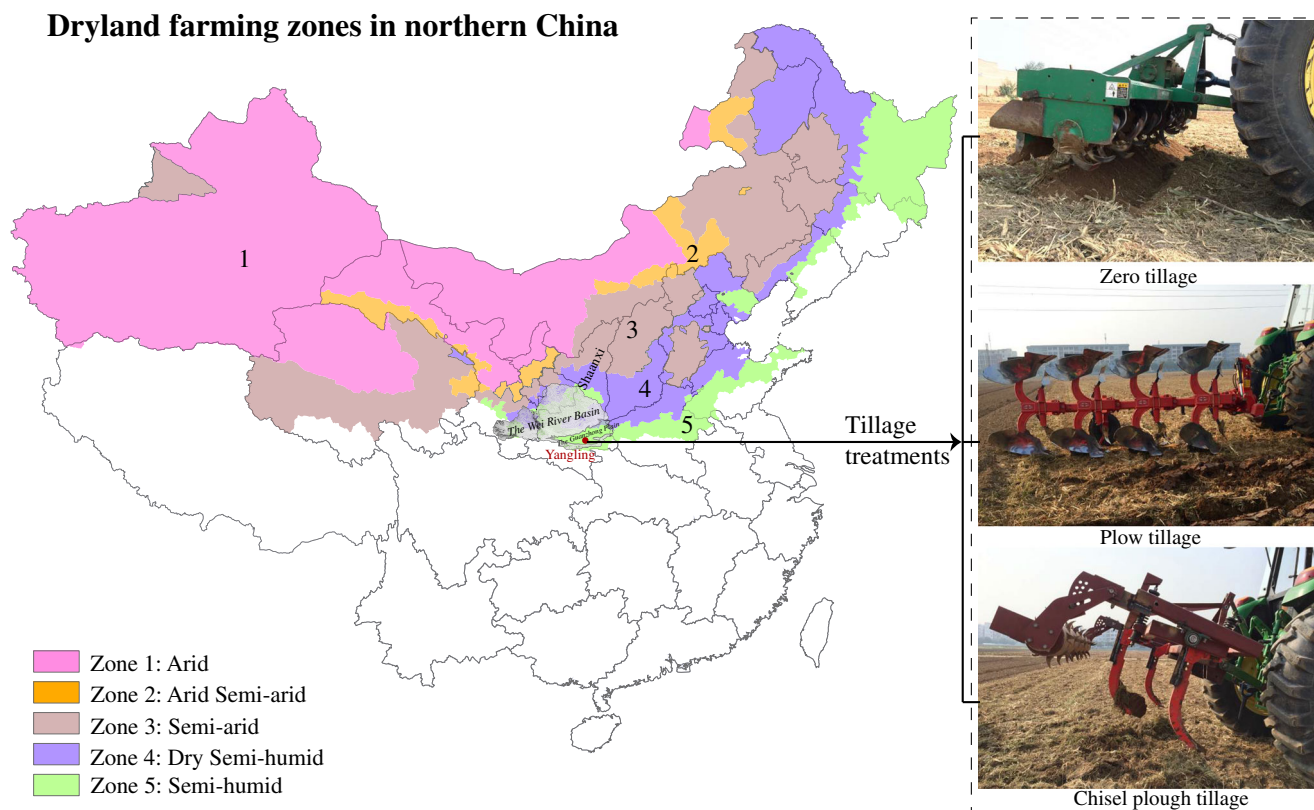 Dryland farming zones in northern China
1
2
3
4
5
Shaanxi
The Wei River Basin
The Guanzhong Plain
Yangling
Tillage
treatments
Zero tillage
Plow tillage
Chisel plough tillage
Zone 1: Arid
Zone 2: Arid Semi-arid
Zone 3: Semi-arid
Zone 4: Dry Semi-humid
Zone 5: Semi-humid